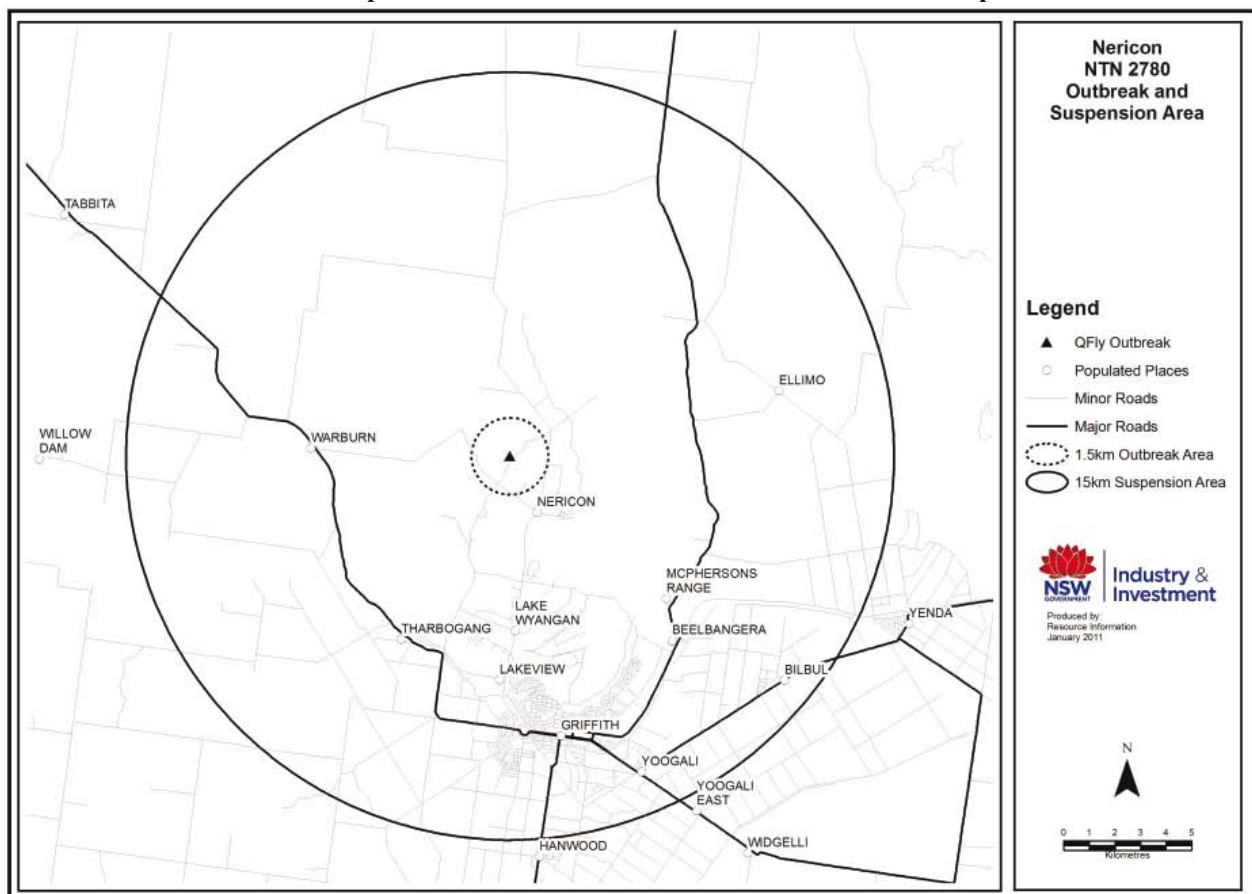 Nericon
NTN 2780
Outbreak and
Suspension Area
TABBITA
ELLIMO
WILLOW
DAM
WARBURN
NERICON
MCPHERSONS
RANGE
LAKE
WYANGAN
THARBOGANG
BEELBANGERA
YENDA
LAKEVIEW
BILBUL
GRIFFITH
YOOGALI
YOOGALI
EAST
HANWOOD
WIDGELLI
Legend
QFly Outbreak
Populated Places
Minor Roads
Major Roads
1.5km Outbreak Area
15km Suspension Area
NSW
GOVERNMENT
Industry &
Investment
Produced by:
Resource Information
January 2011
N
0 1 2 3 4 5
Kilometres